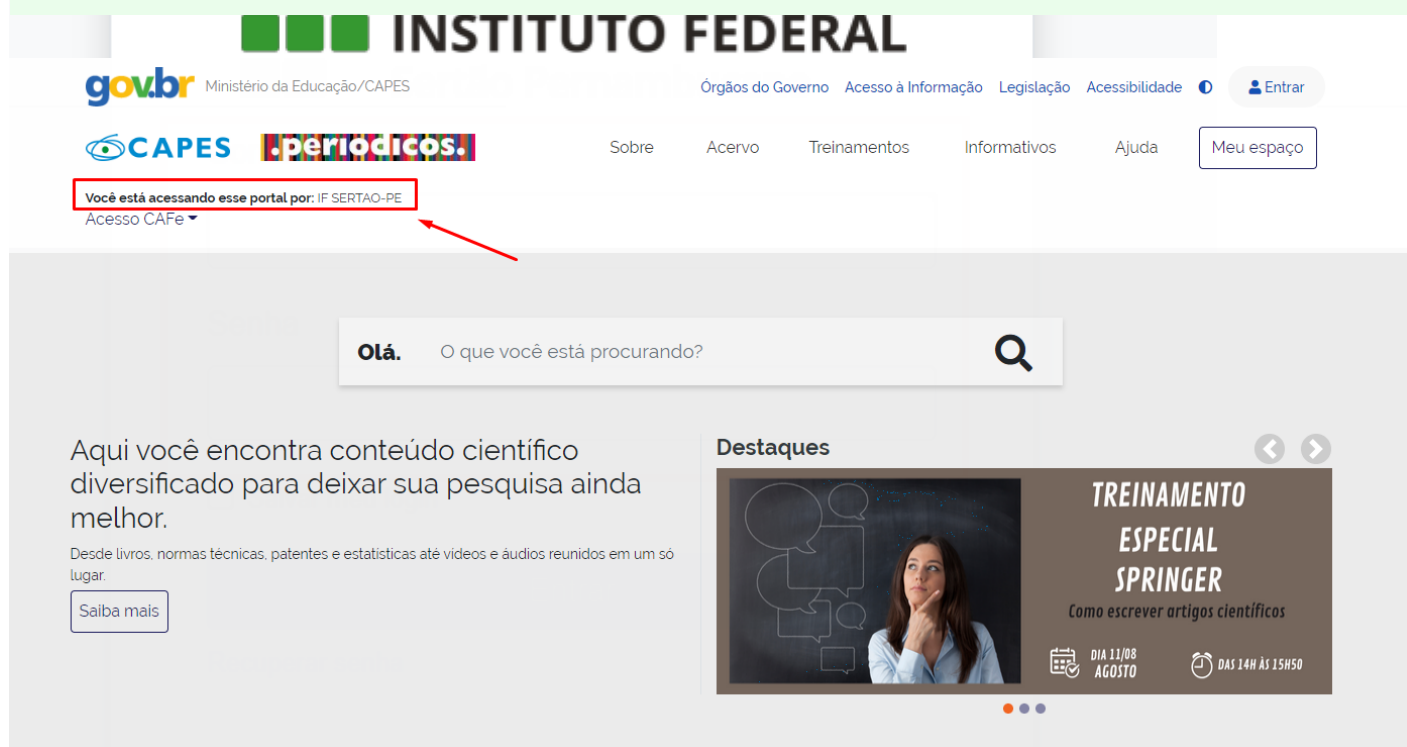 INSTITUTO FEDERAL
gov.br Ministério da Educação/CAPES Órgãos do Governo Acesso à Informação Legislação Acessibilidade Entrar
CAPES .periodicos. Sobre Acervo Treinamentos Informativos Ajuda Meu espaço
Você está acessando esse portal por: IF SERTAO-PE
Acesso CAFe
Olá. O que você está procurando?
Aqui você encontra conteúdo científico
diversificado para deixar sua pesquisa ainda
melhor.
Desde livros, normas técnicas, patentes e estatísticas até vídeos e áudios reunidos em um só
lugar.
Saiba mais
Destaques
TREINAMENTO
ESPECIAL
SPRINGER
Como escrever artigos científicos
DIA 11/08
AGOSTO
DAS 14H ÀS 15H50